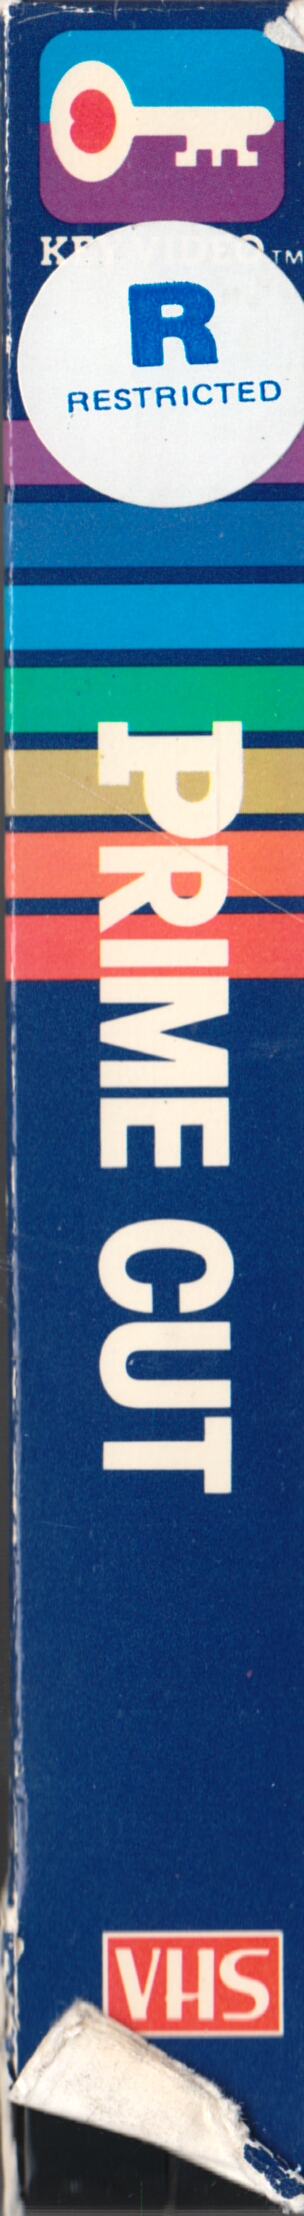 KEY VIDEO™
R
RESTRICTED
PRIME CUT
VHS